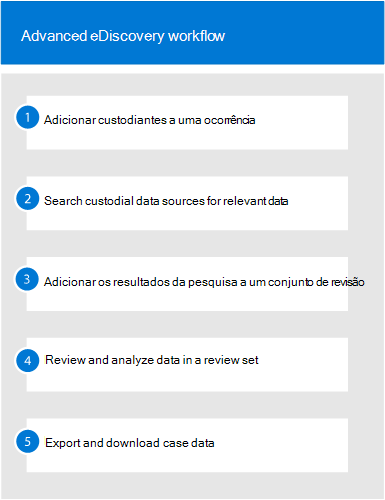 Advanced eDiscovery workflow
1 Adicionar custodiantes a uma ocorrência
2 Search custodial data sources for relevant data
3 Adicionar os resultados da pesquisa a um conjunto de revisão
4 Review and analyze data in a review set
5 Export and download case data